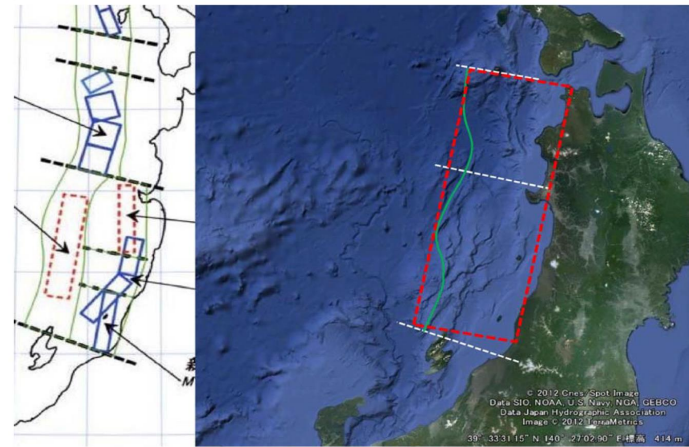 M
© 2012 Cnes/Spot Image
Data SIO, NOAA, U.S. Navy, NGA, GEBCO
Data Japan Hydrographic Association
Image © 2012 TerraMetrics
39° 33'31.15" N 140° 27'02.90" E 標高 414 m